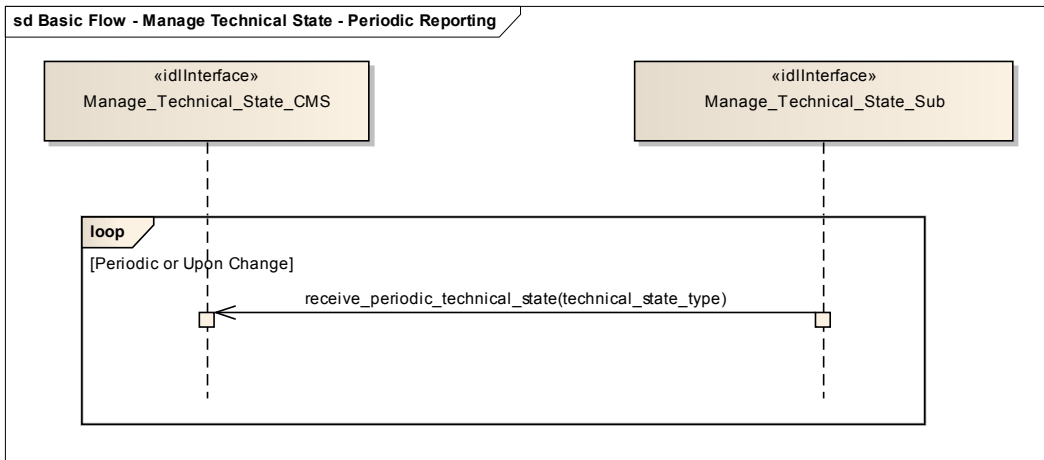 sd Basic Flow - Manage Technical State - Periodic Reporting
«idlInterface»
Manage_Technical_State_CMS
«idlInterface»
Manage_Technical_State_Sub
loop
[Periodic or Upon Change]
receive_periodic_technical_state(technical_state_type)